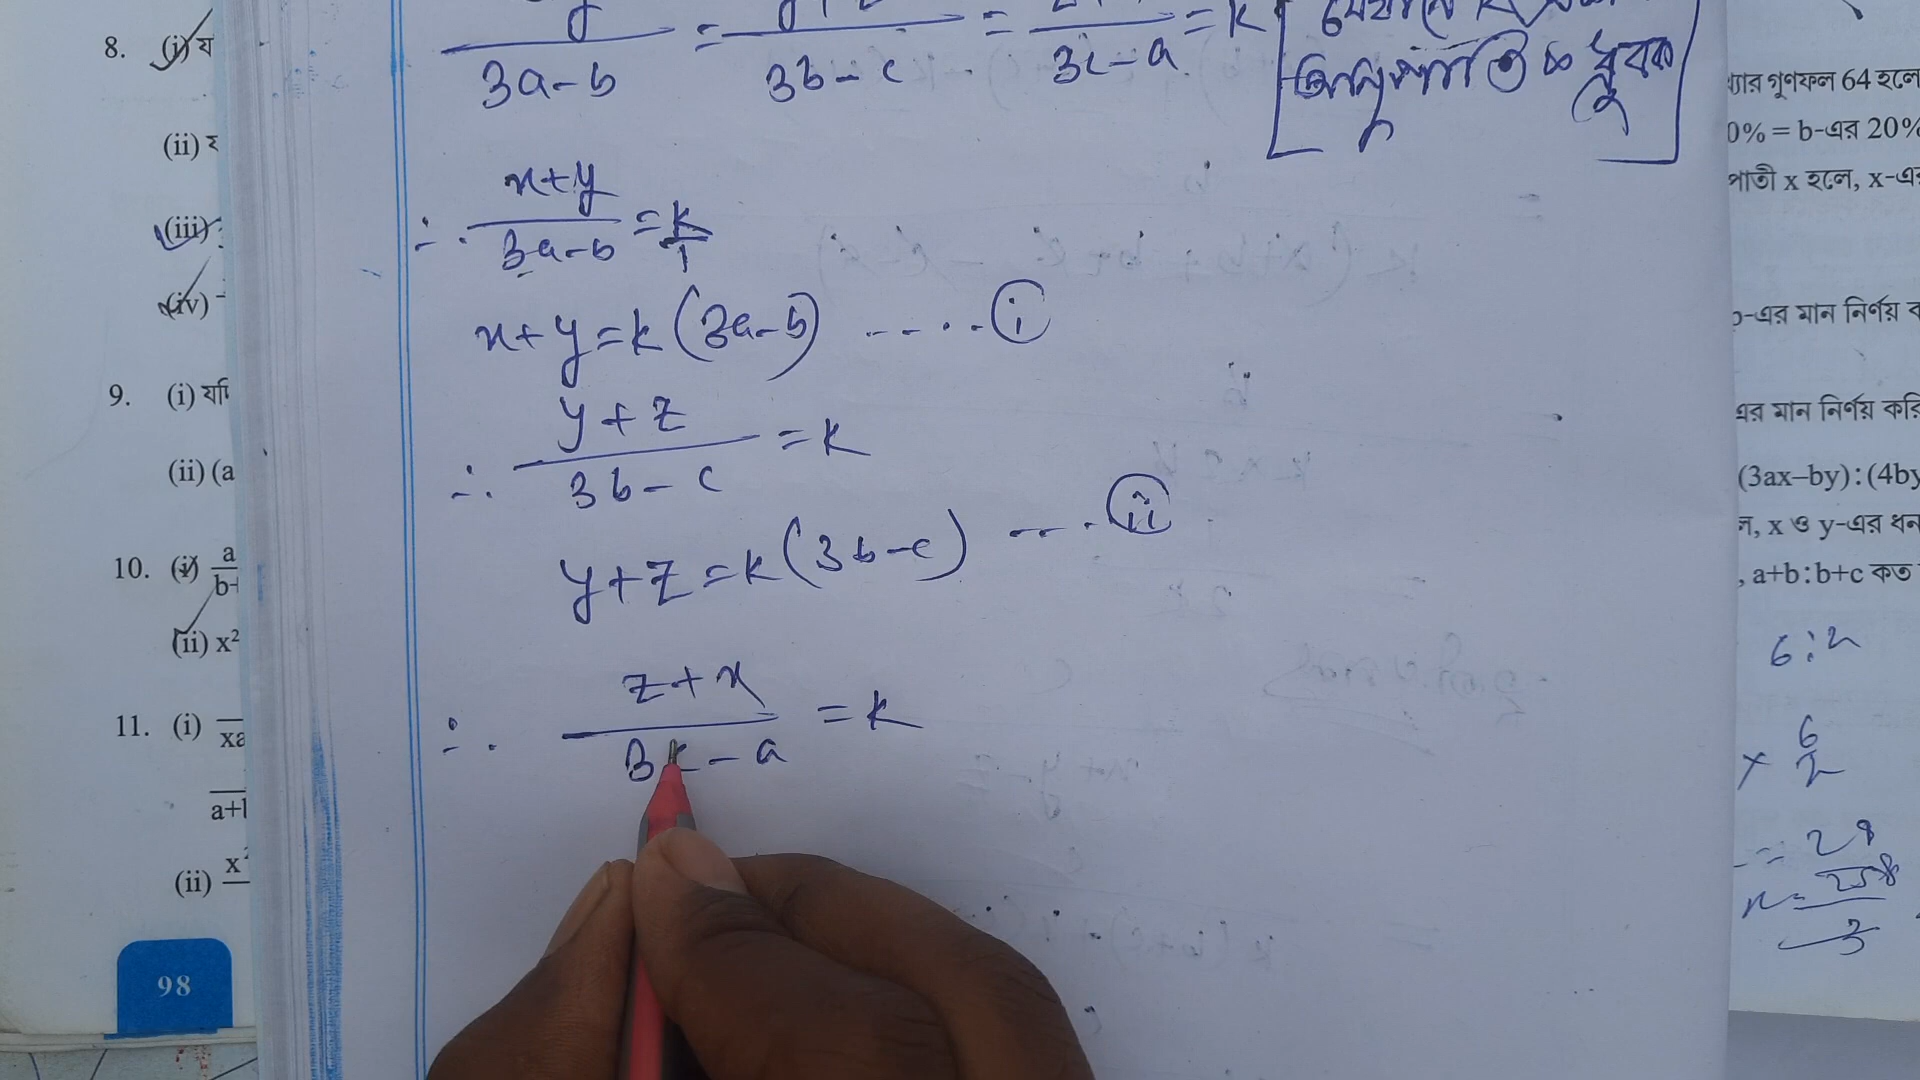 8. (i) য
3a-b = 3b-c = 3c-a = k
অনুপাতিক ধ্রুবক
(ii) য
∴ x+y / 3a-b = k/1
(iii)
(iv)
x+y=k(3a-b) ..... (i)
9. (i) যদি
∴ y+z / 3b-c = k
(ii) (a
y+z=k(3b-c) .... (ii)
10. (i) a
b+
(ii) x²
∴ z+x / 3c-a = k
11. (i)
xa
a+b
(ii) x²
98
গুণফল 64 হলে
0% = b-এর 20%
পাতী x হলে, x-এর
b-এর মান নির্ণয় ক
এর মান নির্ণয় করি
(3ax–by):(4by
x ও y-এর ধন
, a+b:b+c কত